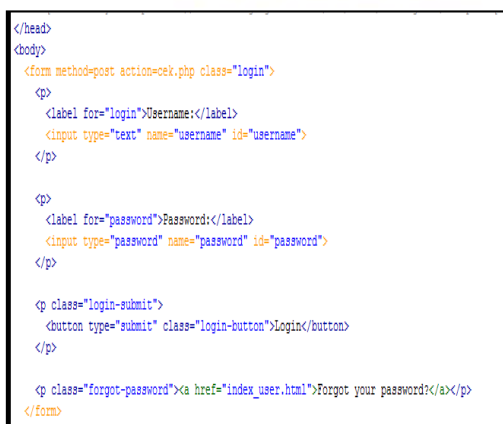 </head>
<body>
<form method=post action=cek.php class="login">
<p>
<label for="login">Username:</label>
<input type="text" name="username" id="username">
</p>
<p>
<label for="password">Password:</label>
<input type="password" name="password" id="password">
</p>
<p class="login-submit">
<button type="submit" class="login-button">Login</button>
</p>
<p class="forgot-password"><a href="index_user.html">Forgot your password?</a></p>
</form>